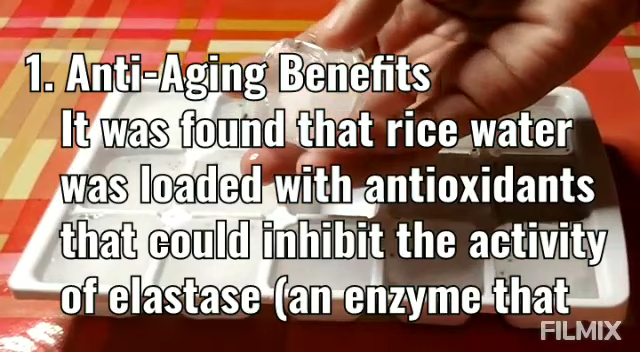 1. Anti-Aging Benefits
It was found that rice water
was loaded with antioxidants
that could inhibit the activity
of elastase (an enzyme that
FILMIX